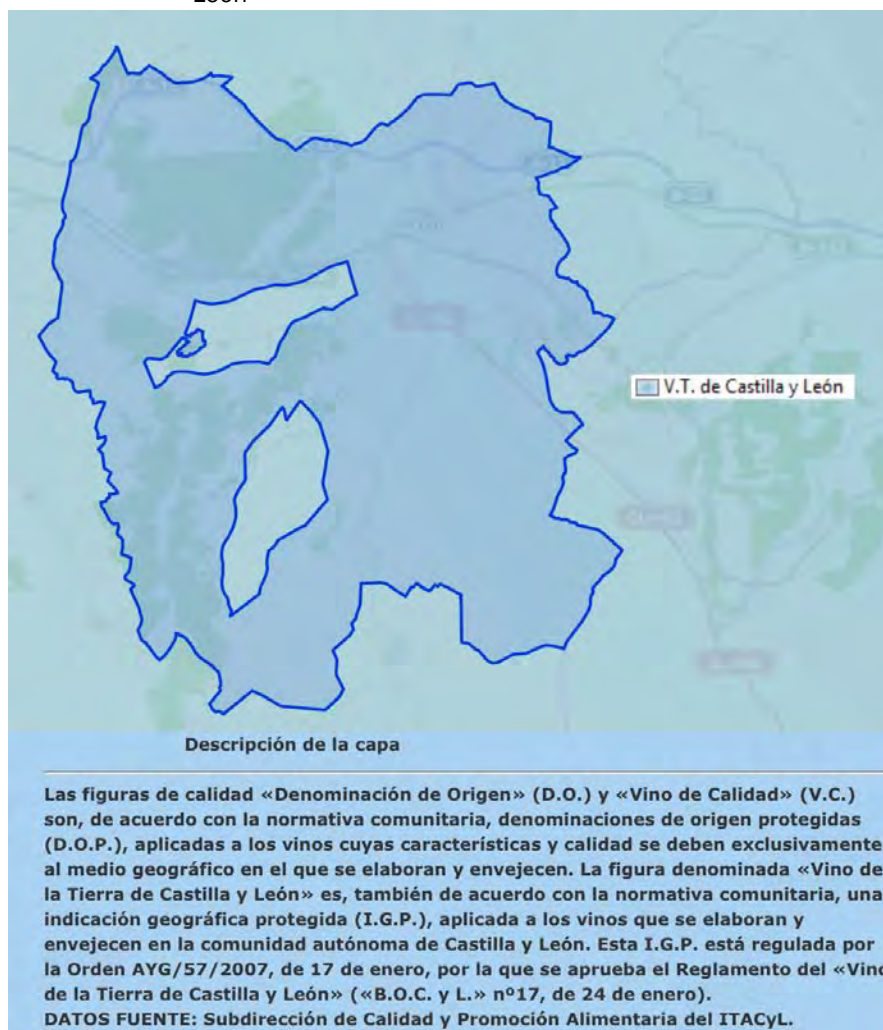 León
V.T. de Castilla y León
Descripción de la capa
Las figuras de calidad «Denominación de Origen» (D.O.) y «Vino de Calidad» (V.C.)
son, de acuerdo con la normativa comunitaria, denominaciones de origen protegidas
(D.O.P.), aplicadas a los vinos cuyas características y calidad se deben exclusivamente
al medio geográfico en el que se elaboran y envejecen. La figura denominada «Vino de
la Tierra de Castilla y León» es, también de acuerdo con la normativa comunitaria, una
indicación geográfica protegida (I.G.P.), aplicada a los vinos que se elaboran y
envejecen en la comunidad autónoma de Castilla y León. Esta I.G.P. está regulada por
la Orden AYG/57/2007, de 17 de enero, por la que se aprueba el Reglamento del «Vino
de la Tierra de Castilla y León» («B.O.C. y L.» nº17, de 24 de enero).
DATOS FUENTE: Subdirección de Calidad y Promoción Alimentaria del ITACyL.